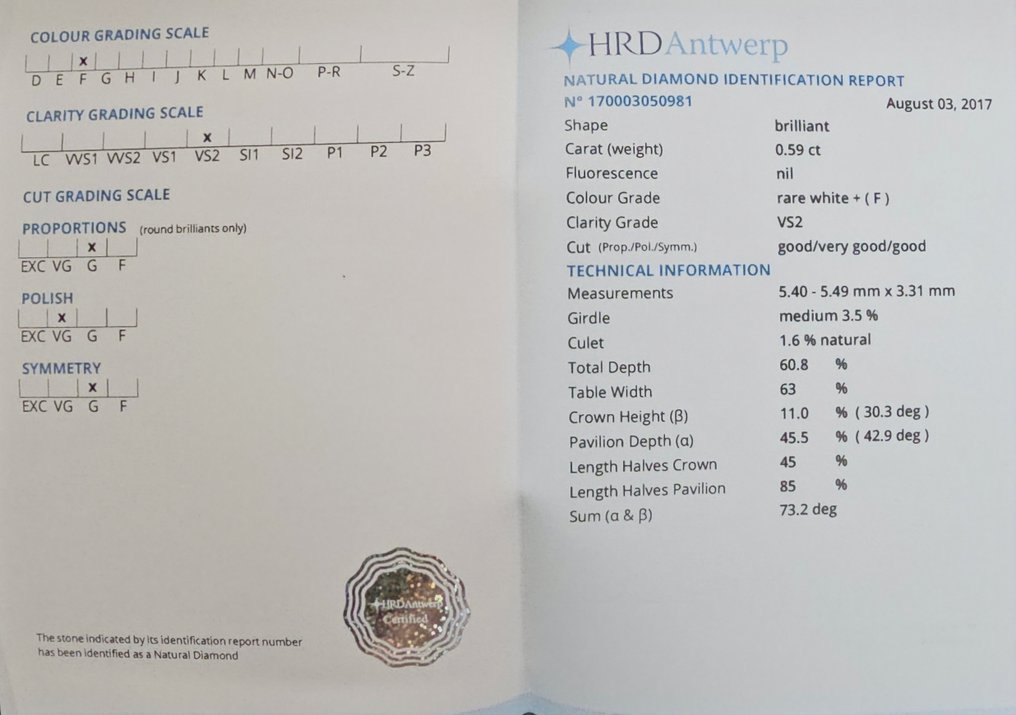 COLOUR GRADING SCALE
x
D E F G H I J K L M N-O P-R S-Z
CLARITY GRADING SCALE
x
LC VVS1 VVS2 VS1 VS2 SI1 SI2 P1 P2 P3
CUT GRADING SCALE
PROPORTIONS (round brilliants only)
x
EXC VG G F
POLISH
x
EXC VG G F
SYMMETRY
x
EXC VG G F
HRDAntwerp
Certified
The stone indicated by its identification report number
has been identified as a Natural Diamond
HRDAntwerp
NATURAL DIAMOND IDENTIFICATION REPORT
N° 170003050981 August 03, 2017
Shape brilliant
Carat (weight) 0.59 ct
Fluorescence nil
Colour Grade rare white + ( F )
Clarity Grade VS2
Cut (Prop./Pol./Symm.) good/very good/good
TECHNICAL INFORMATION
Measurements 5.40 - 5.49 mm x 3.31 mm
Girdle medium 3.5 %
Culet 1.6 % natural
Total Depth 60.8 %
Table Width 63 %
Crown Height (β) 11.0 % ( 30.3 deg )
Pavilion Depth (α) 45.5 % ( 42.9 deg )
Length Halves Crown 45 %
Length Halves Pavilion 85 %
Sum (α & β) 73.2 deg